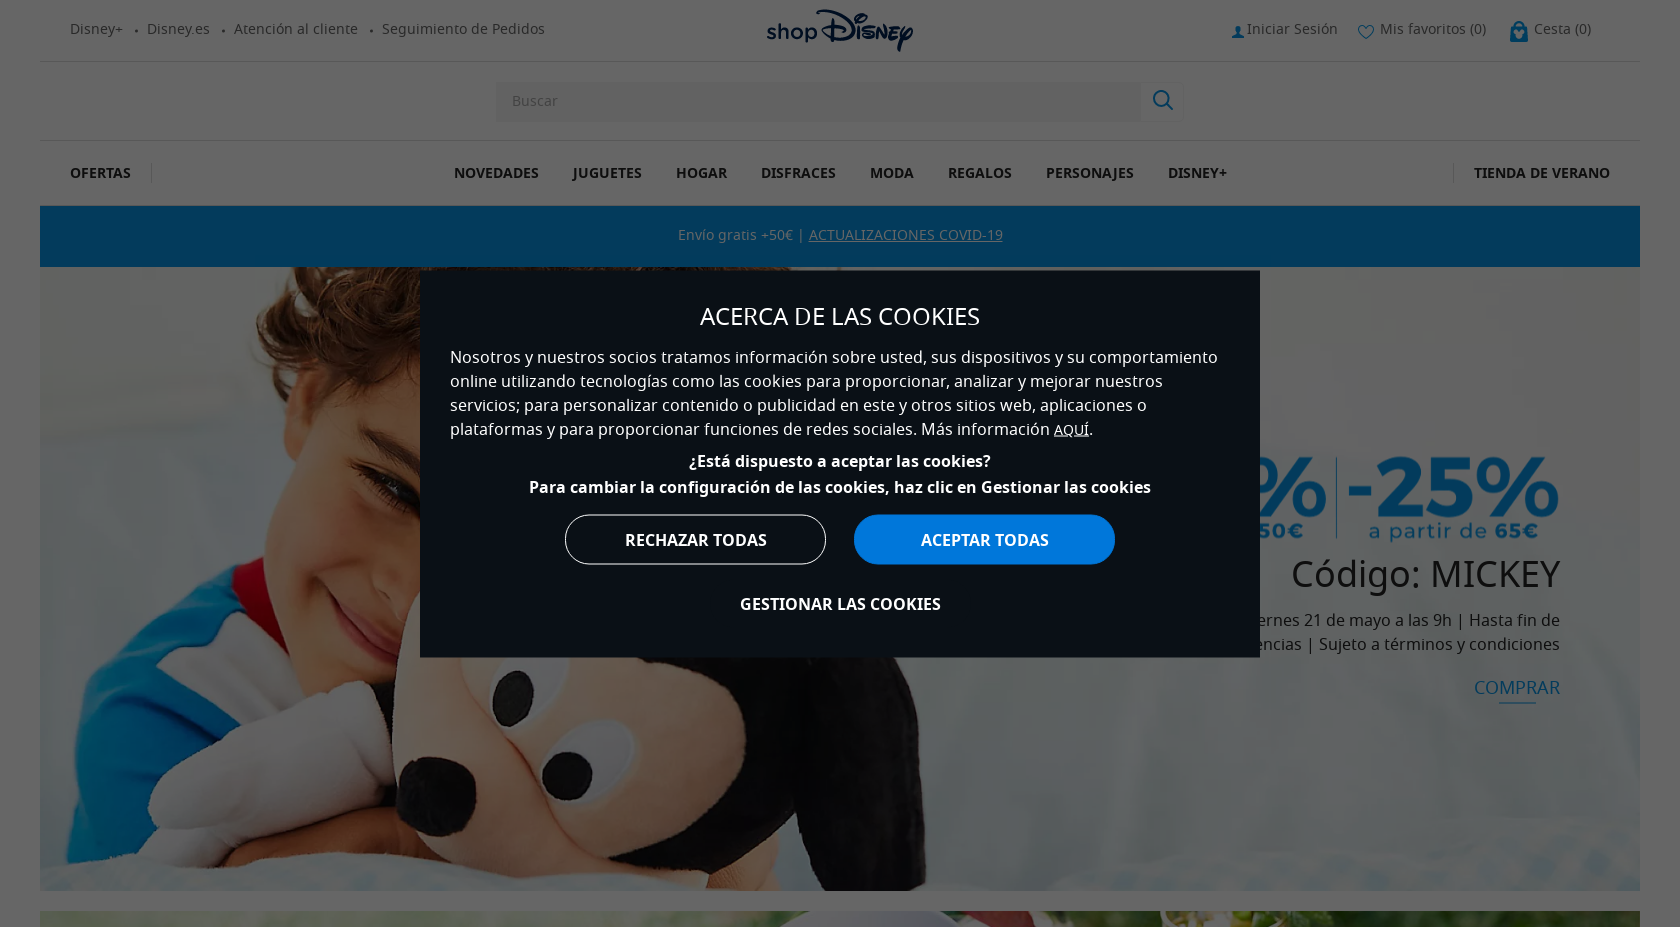 Disney+ • Disney.es • Atención al cliente • Seguimiento de Pedidos
shop Disney
Iniciar Sesión Mis favoritos (0) Cesta (0)
Buscar
OFERTAS NOVEDADES JUGUETES HOGAR DISFRACES MODA REGALOS PERSONAJES DISNEY+ TIENDA DE VERANO
Envío gratis +50€ | ACTUALIZACIONES COVID-19
ACERCA DE LAS COOKIES
Nosotros y nuestros socios tratamos información sobre usted, sus dispositivos y su comportamiento
online utilizando tecnologías como las cookies para proporcionar, analizar y mejorar nuestros
servicios; para personalizar contenido o publicidad en este y otros sitios web, aplicaciones o
plataformas y para proporcionar funciones de redes sociales. Más información AQUÍ.
¿Está dispuesto a aceptar las cookies?
Para cambiar la configuración de las cookies, haz clic en Gestionar las cookies
RECHAZAR TODAS ACEPTAR TODAS
GESTIONAR LAS COOKIES
% -25%
50€ a partir de 65€
Código: MICKEY
21 de mayo a las 9h | Hasta fin de
| Sujeto a términos y condiciones
COMPRAR